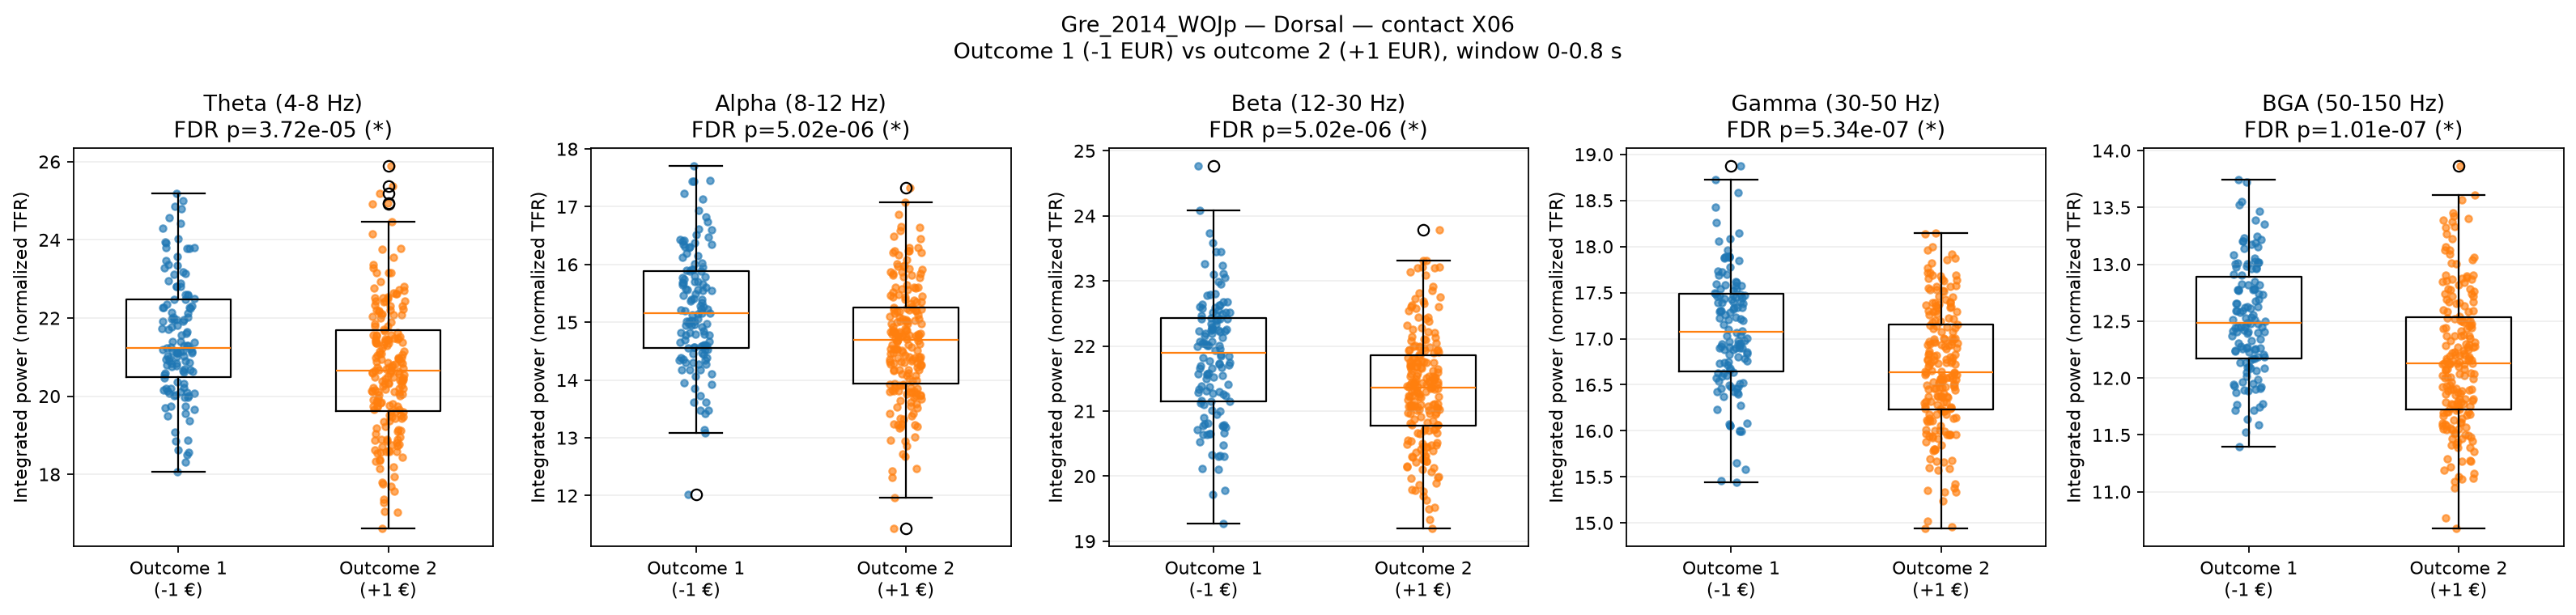 Gre_2014_WOJp — Dorsal — contact X06
Outcome 1 (-1 EUR) vs outcome 2 (+1 EUR), window 0-0.8 s
Theta (4-8 Hz)
FDR p=3.72e-05 (*)
Integrated power (normalized TFR)
26
24
22
20
18
Outcome 1
(-1 €)
Outcome 2
(+1 €)
Alpha (8-12 Hz)
FDR p=5.02e-06 (*)
Integrated power (normalized TFR)
18
17
16
15
14
13
12
Outcome 1
(-1 €)
Outcome 2
(+1 €)
Beta (12-30 Hz)
FDR p=5.02e-06 (*)
Integrated power (normalized TFR)
25
24
23
22
21
20
19
Outcome 1
(-1 €)
Outcome 2
(+1 €)
Gamma (30-50 Hz)
FDR p=5.34e-07 (*)
Integrated power (normalized TFR)
19.0
18.5
18.0
17.5
17.0
16.5
16.0
15.5
15.0
Outcome 1
(-1 €)
Outcome 2
(+1 €)
BGA (50-150 Hz)
FDR p=1.01e-07 (*)
Integrated power (normalized TFR)
14.0
13.5
13.0
12.5
12.0
11.5
11.0
Outcome 1
(-1 €)
Outcome 2
(+1 €)